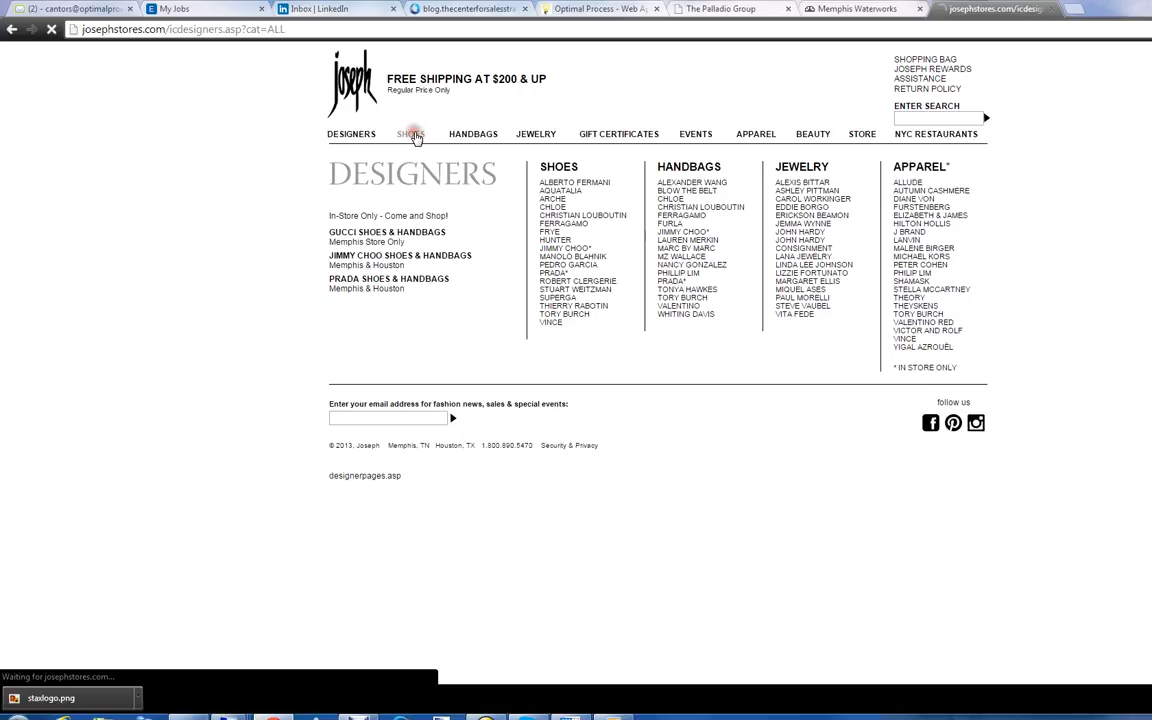 (2) - cantors@optimalpro
My Jobs
Inbox | LinkedIn
blog.thecenterforsalesstra
Optimal Process - Web Ap
The Palladio Group
Memphis Waterworks
josephstores.com/icdesig
josephstores.com/icdesigners.asp?cat=ALL
joseph
FREE SHIPPING AT $200 & UP
Regular Price Only
SHOPPING BAG
JOSEPH REWARDS
ASSISTANCE
RETURN POLICY
ENTER SEARCH
DESIGNERS SHOES HANDBAGS JEWELRY GIFT CERTIFICATES EVENTS APPAREL BEAUTY STORE NYC RESTAURANTS
DESIGNERS
In-Store Only - Come and Shop!
GUCCI SHOES & HANDBAGS
Memphis Store Only
JIMMY CHOO SHOES & HANDBAGS
Memphis & Houston
PRADA SHOES & HANDBAGS
Memphis & Houston
SHOES
ALBERTO FERMANI
AQUATALIA
ARCHE
CHLOE
CHRISTIAN LOUBOUTIN
FERRAGAMO
FRYE
HUNTER
JIMMY CHOO*
MANOLO BLAHNIK
PEDRO GARCIA
PRADA*
ROBERT CLERGERIE
STUART WEITZMAN
SUPERGA
THIERRY RABOTIN
TORY BURCH
VINCE
HANDBAGS
ALEXANDER WANG
BLOW THE BELT
CHLOE
CHRISTIAN LOUBOUTIN
FERRAGAMO
FURLA
JIMMY CHOO*
LAUREN MERKIN
MARC BY MARC
MZ WALLACE
NANCY GONZALEZ
PHILLIP LIM
PRADA*
TONYA HAWKES
TORY BURCH
VALENTINO
WHITING DAVIS
JEWELRY
ALEXIS BITTAR
ASHLEY PITTMAN
CAROL WORKINGER
EDDIE BORGO
ERICKSON BEAMON
JEMMA WYNNE
JOHN HARDY
JOHN HARDY
CONSIGNMENT
LANA JEWELRY
LINDA LEE JOHNSON
LIZZIE FORTUNATO
MARGARET ELLIS
MIQUEL ASES
PAUL MORELLI
STEVE VAUBEL
VITA FEDE
APPAREL*
ALLUDE
AUTUMN CASHMERE
DIANE VON
FURSTENBERG
ELIZABETH & JAMES
HILTON HOLLIS
J BRAND
LANVIN
MALENE BIRGER
MICHAEL KORS
PETER COHEN
PHILIP LIM
SHAMASK
STELLA MCCARTNEY
THEORY
THEYSKENS
TORY BURCH
VALENTINO RED
VICTOR AND ROLF
VINCE
YIGAL AZROUËL
* IN STORE ONLY
Enter your email address for fashion news, sales & special events:
follow us
© 2013, Joseph Memphis, TN Houston, TX 1.800.890.5470 Security & Privacy
designerpages.asp
Waiting for josephstores.com...
staxlogo.png